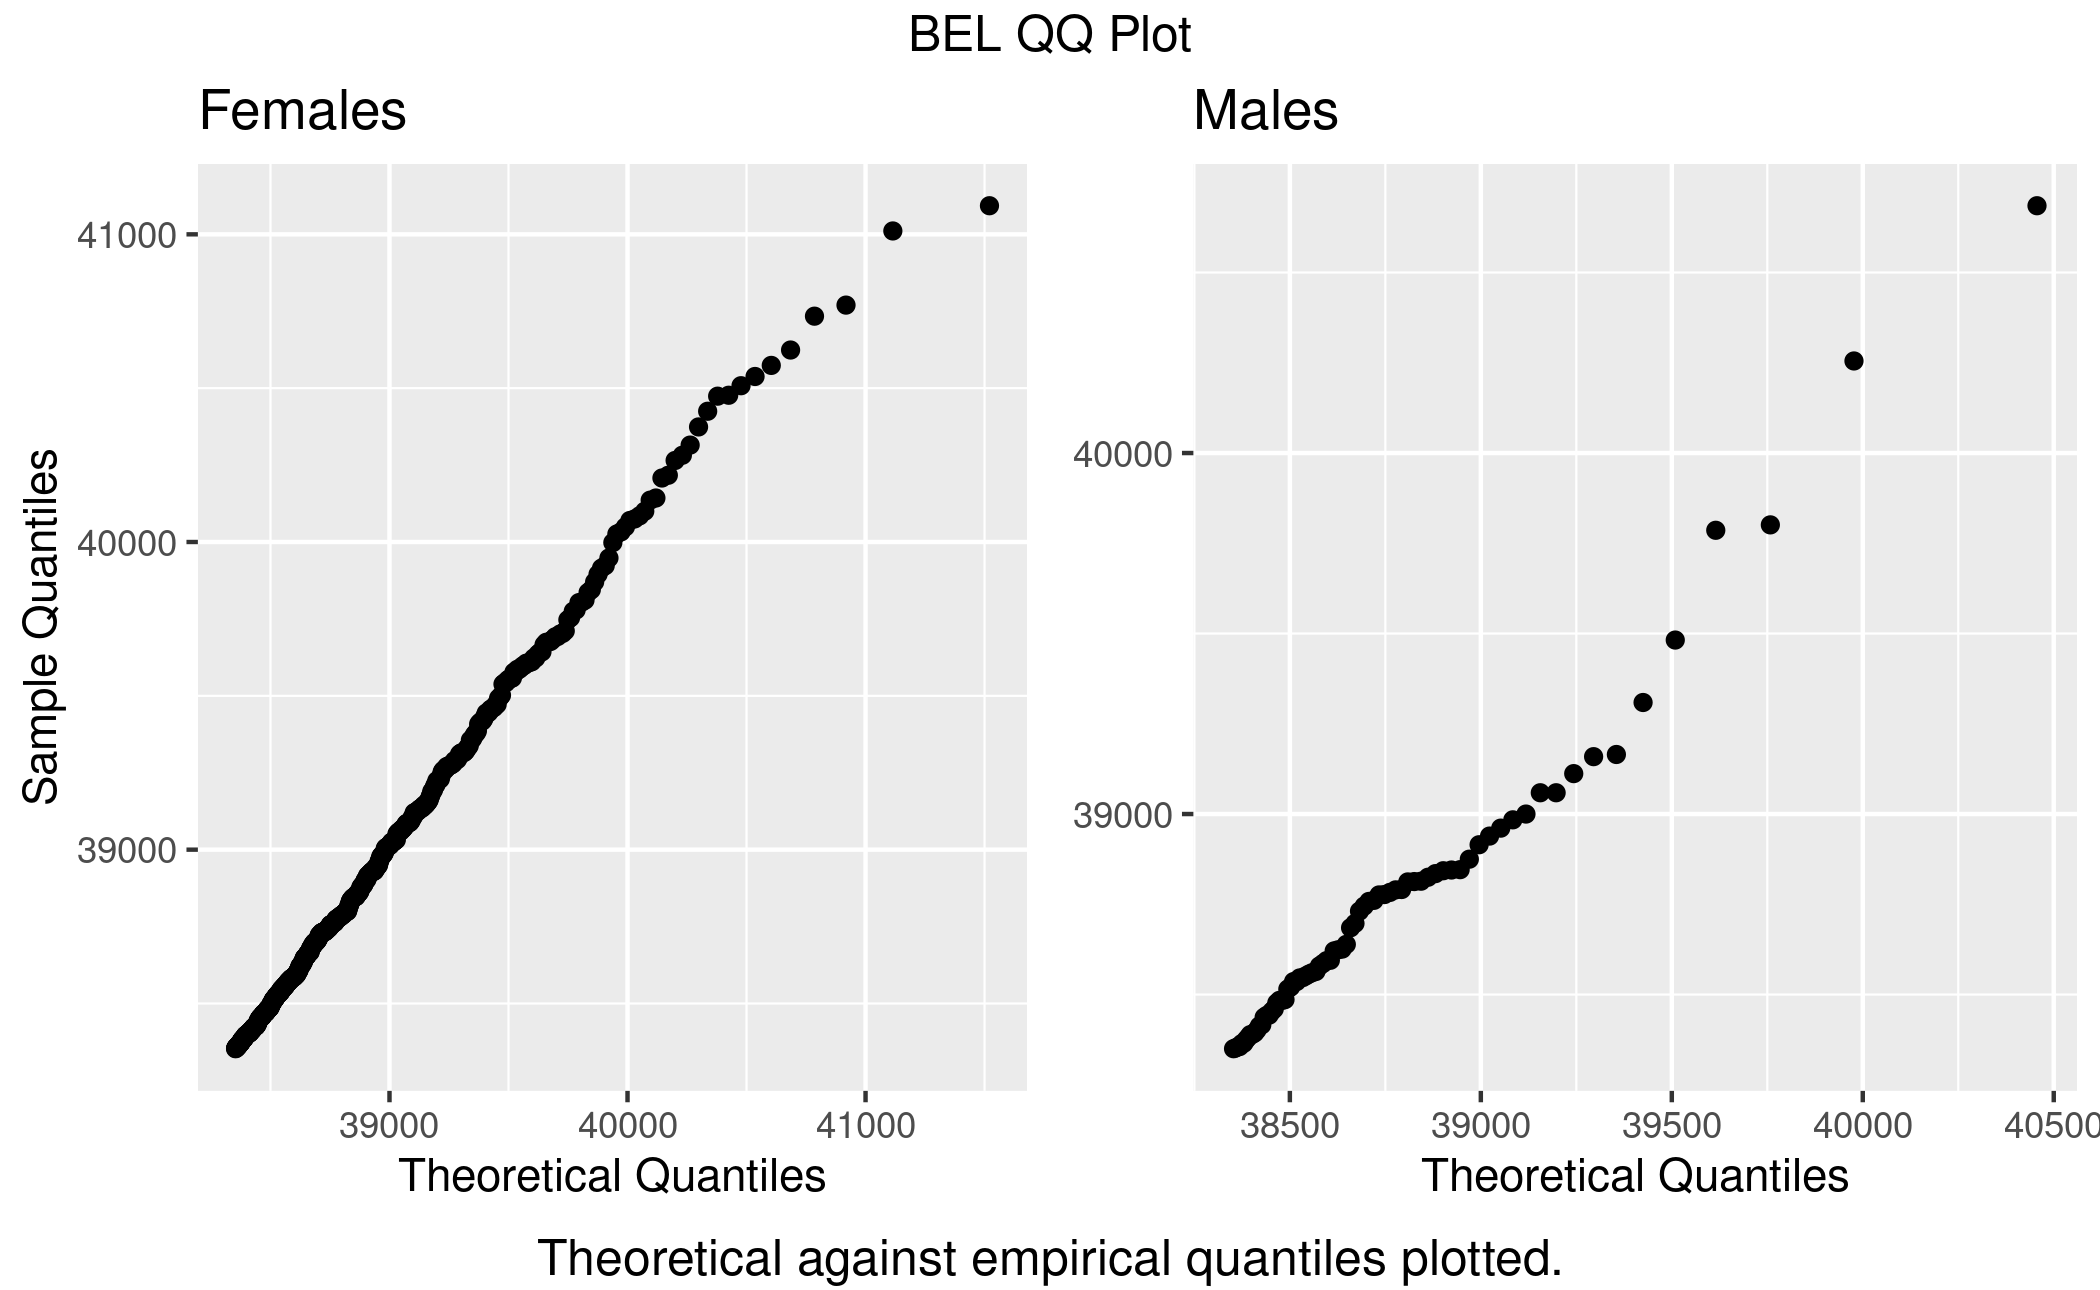 BEL QQ Plot
Females
Males
41000
40000
39000
Sample Quantiles
39000 40000 41000
Theoretical Quantiles
40000
39000
38500 39000 39500 40000 40500
Theoretical Quantiles
Theoretical against empirical quantiles plotted.